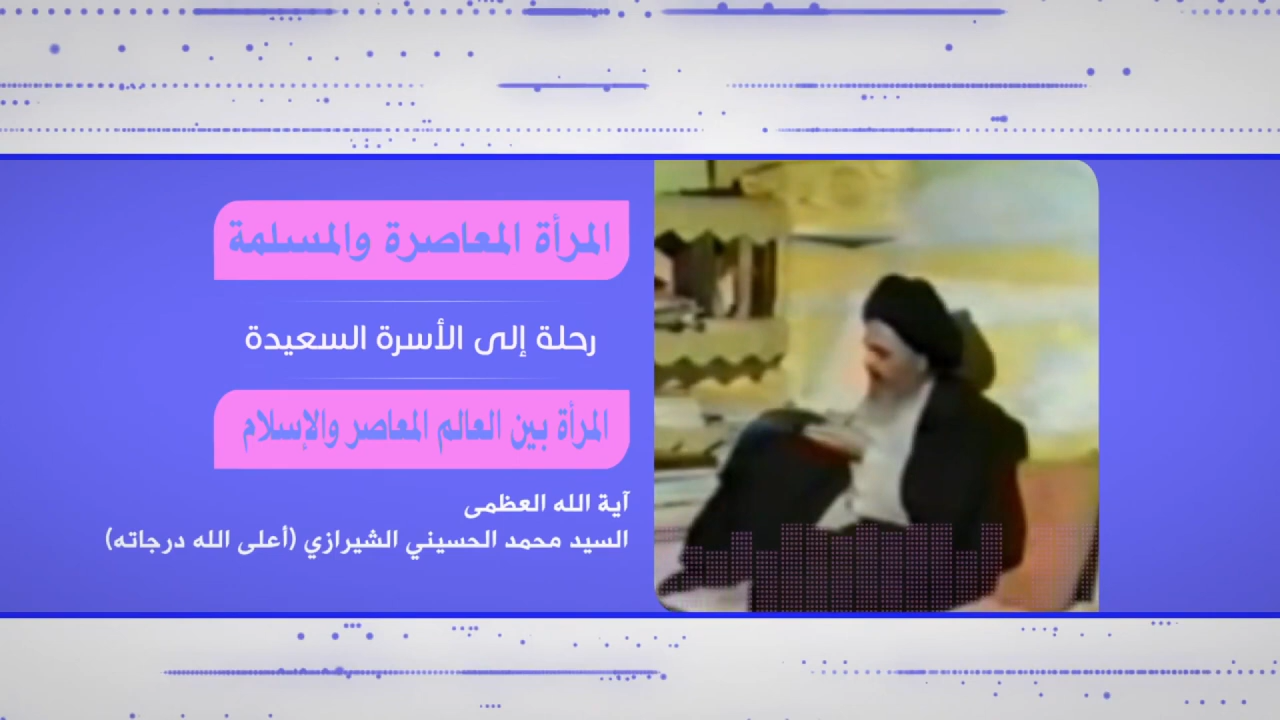 المرأة المعاصرة والمسلمة
رحلة إلى الأسرة السعيدة
المرأة بين العالم المعاصر والإسلام
آية الله العظمى
السيد محمد الحسيني الشيرازي (أعلى الله درجاته)